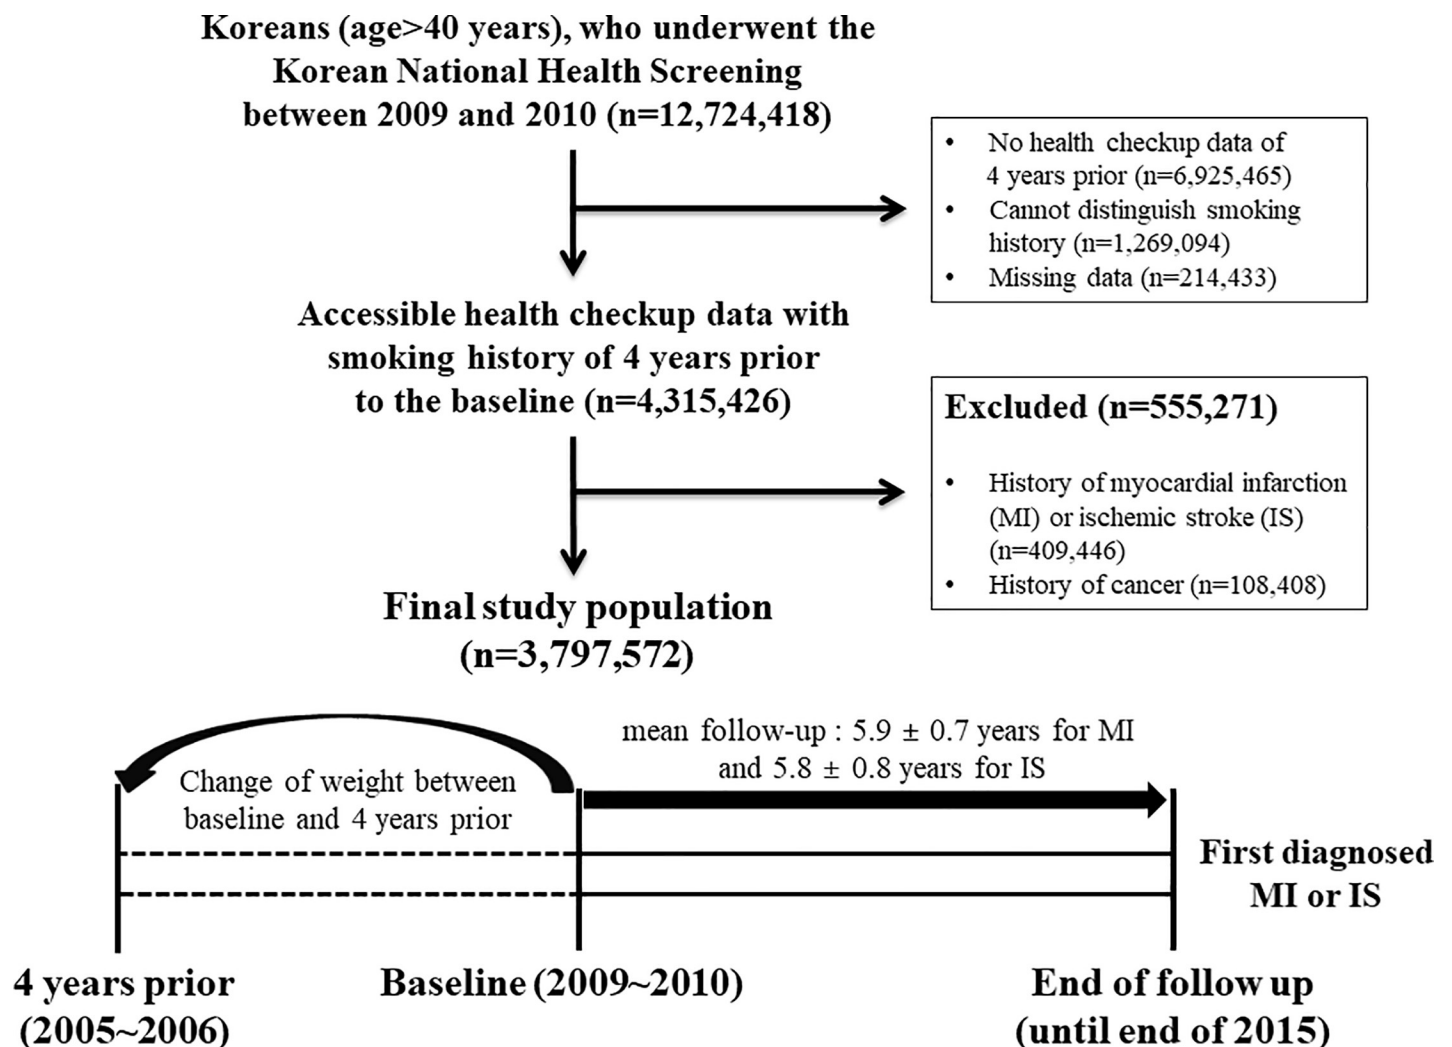 Koreans (age>40 years), who underwent the
Korean National Health Screening
between 2009 and 2010 (n=12,724,418)
• No health checkup data of
4 years prior (n=6,925,465)
• Cannot distinguish smoking
history (n=1,269,094)
• Missing data (n=214,433)
Accessible health checkup data with
smoking history of 4 years prior
to the baseline (n=4,315,426)
Excluded (n=555,271)
• History of myocardial infarction
(MI) or ischemic stroke (IS)
(n=409,446)
• History of cancer (n=108,408)
Final study population
(n=3,797,572)
mean follow-up : 5.9 ± 0.7 years for MI
and 5.8 ± 0.8 years for IS
Change of weight between
baseline and 4 years prior
First diagnosed
MI or IS
4 years prior
(2005~2006)
Baseline (2009~2010)
End of follow up
(until end of 2015)